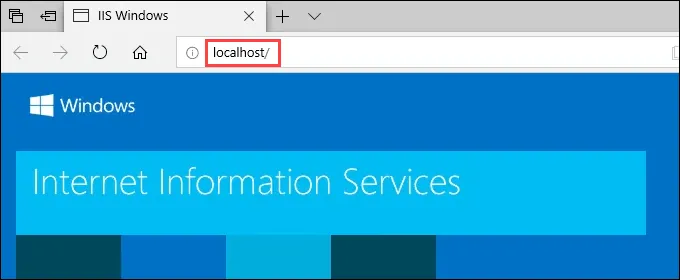 IIS Windows
localhost/
Windows
Internet Information Services